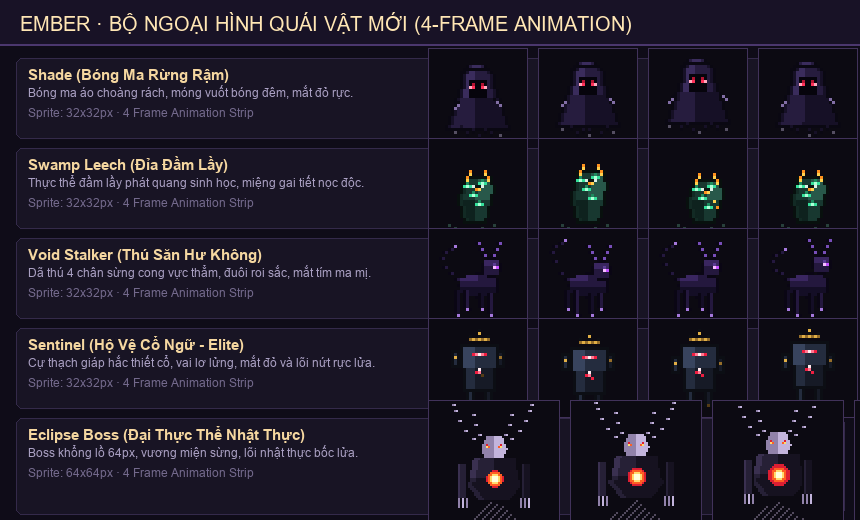 EMBER · BỘ NGOẠI HÌNH QUÁI VẬT MỚI (4-FRAME ANIMATION)
Shade (Bóng Ma Rừng Rậm)
Bóng ma áo choàng rách, móng vuốt bóng đêm, mắt đỏ rực.
Sprite: 32x32px · 4 Frame Animation Strip
Swamp Leech (Đỉa Đầm Lầy)
Thực thể đầm lầy phát quang sinh học, miệng gai tiết nọc độc.
Sprite: 32x32px · 4 Frame Animation Strip
Void Stalker (Thú Săn Hư Không)
Dã thú 4 chân sừng cong vực thẳm, đuôi roi sắc, mắt tím ma mị.
Sprite: 32x32px · 4 Frame Animation Strip
Sentinel (Hộ Vệ Cổ Ngữ - Elite)
Cự thạch giáp hắc thiết cổ, vai lơ lửng, mắt đỏ và lõi nứt rực lửa.
Sprite: 32x32px · 4 Frame Animation Strip
Eclipse Boss (Đại Thực Thể Nhật Thực)
Boss khổng lồ 64px, vương miện sừng, lõi nhật thực bốc lửa.
Sprite: 64x64px · 4 Frame Animation Strip